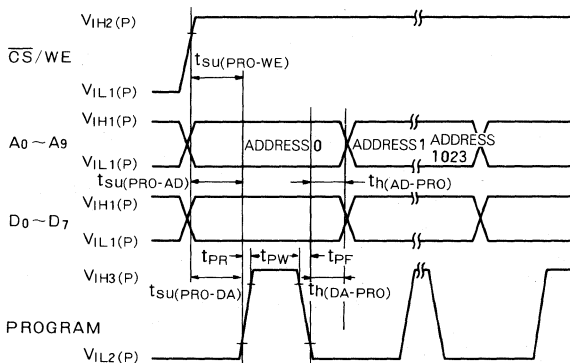 VIH2(P)
CS/WE
tsu(PRO-WE)
VIL1(P)
VIH1(P)
A0~A9
ADDRESS 0
ADDRESS 1
ADDRESS 1023
VIL1(P)
tsu(PRO-AD)
th(AD-PRO)
VIH1(P)
D0~D7
VIL1(P)
tPR
tPW
tPF
VIH3(P)
tsu(PRO-DA)
th(DA-PRO)
PROGRAM
VIL2(P)